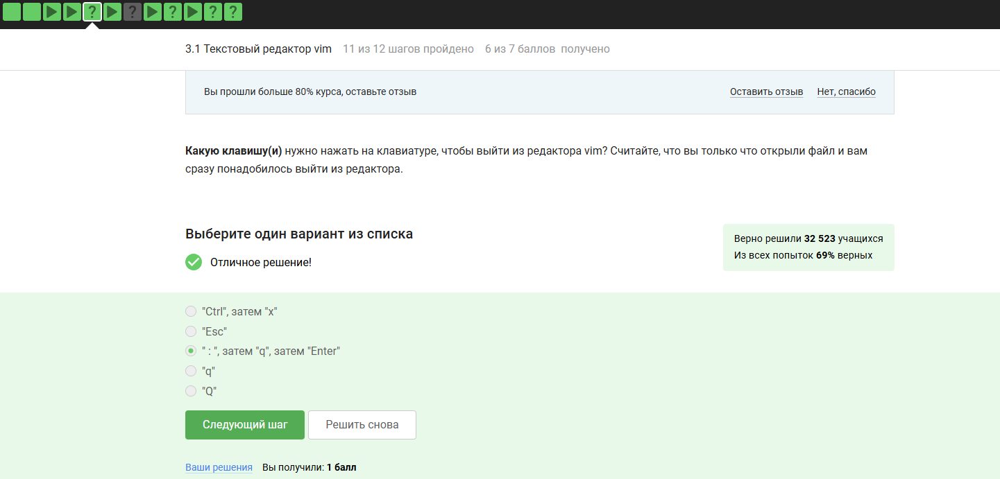 ? ? ? ? ?
3.1 Текстовый редактор vim 11 из 12 шагов пройдено 6 из 7 баллов получено
Вы прошли больше 80% курса, оставьте отзыв Оставить отзыв Нет, спасибо
Какую клавишу(и) нужно нажать на клавиатуре, чтобы выйти из редактора vim? Считайте, что вы только что открыли файл и вам
сразу понадобилось выйти из редактора.
Выберите один вариант из списка
Отличное решение!
Верно решили 32 523 учащихся
Из всех попыток 69% верных
"Ctrl", затем "x"
"Esc"
" : ", затем "q", затем "Enter"
"q"
"Q"
Следующий шаг Решить снова
Ваши решения Вы получили: 1 балл